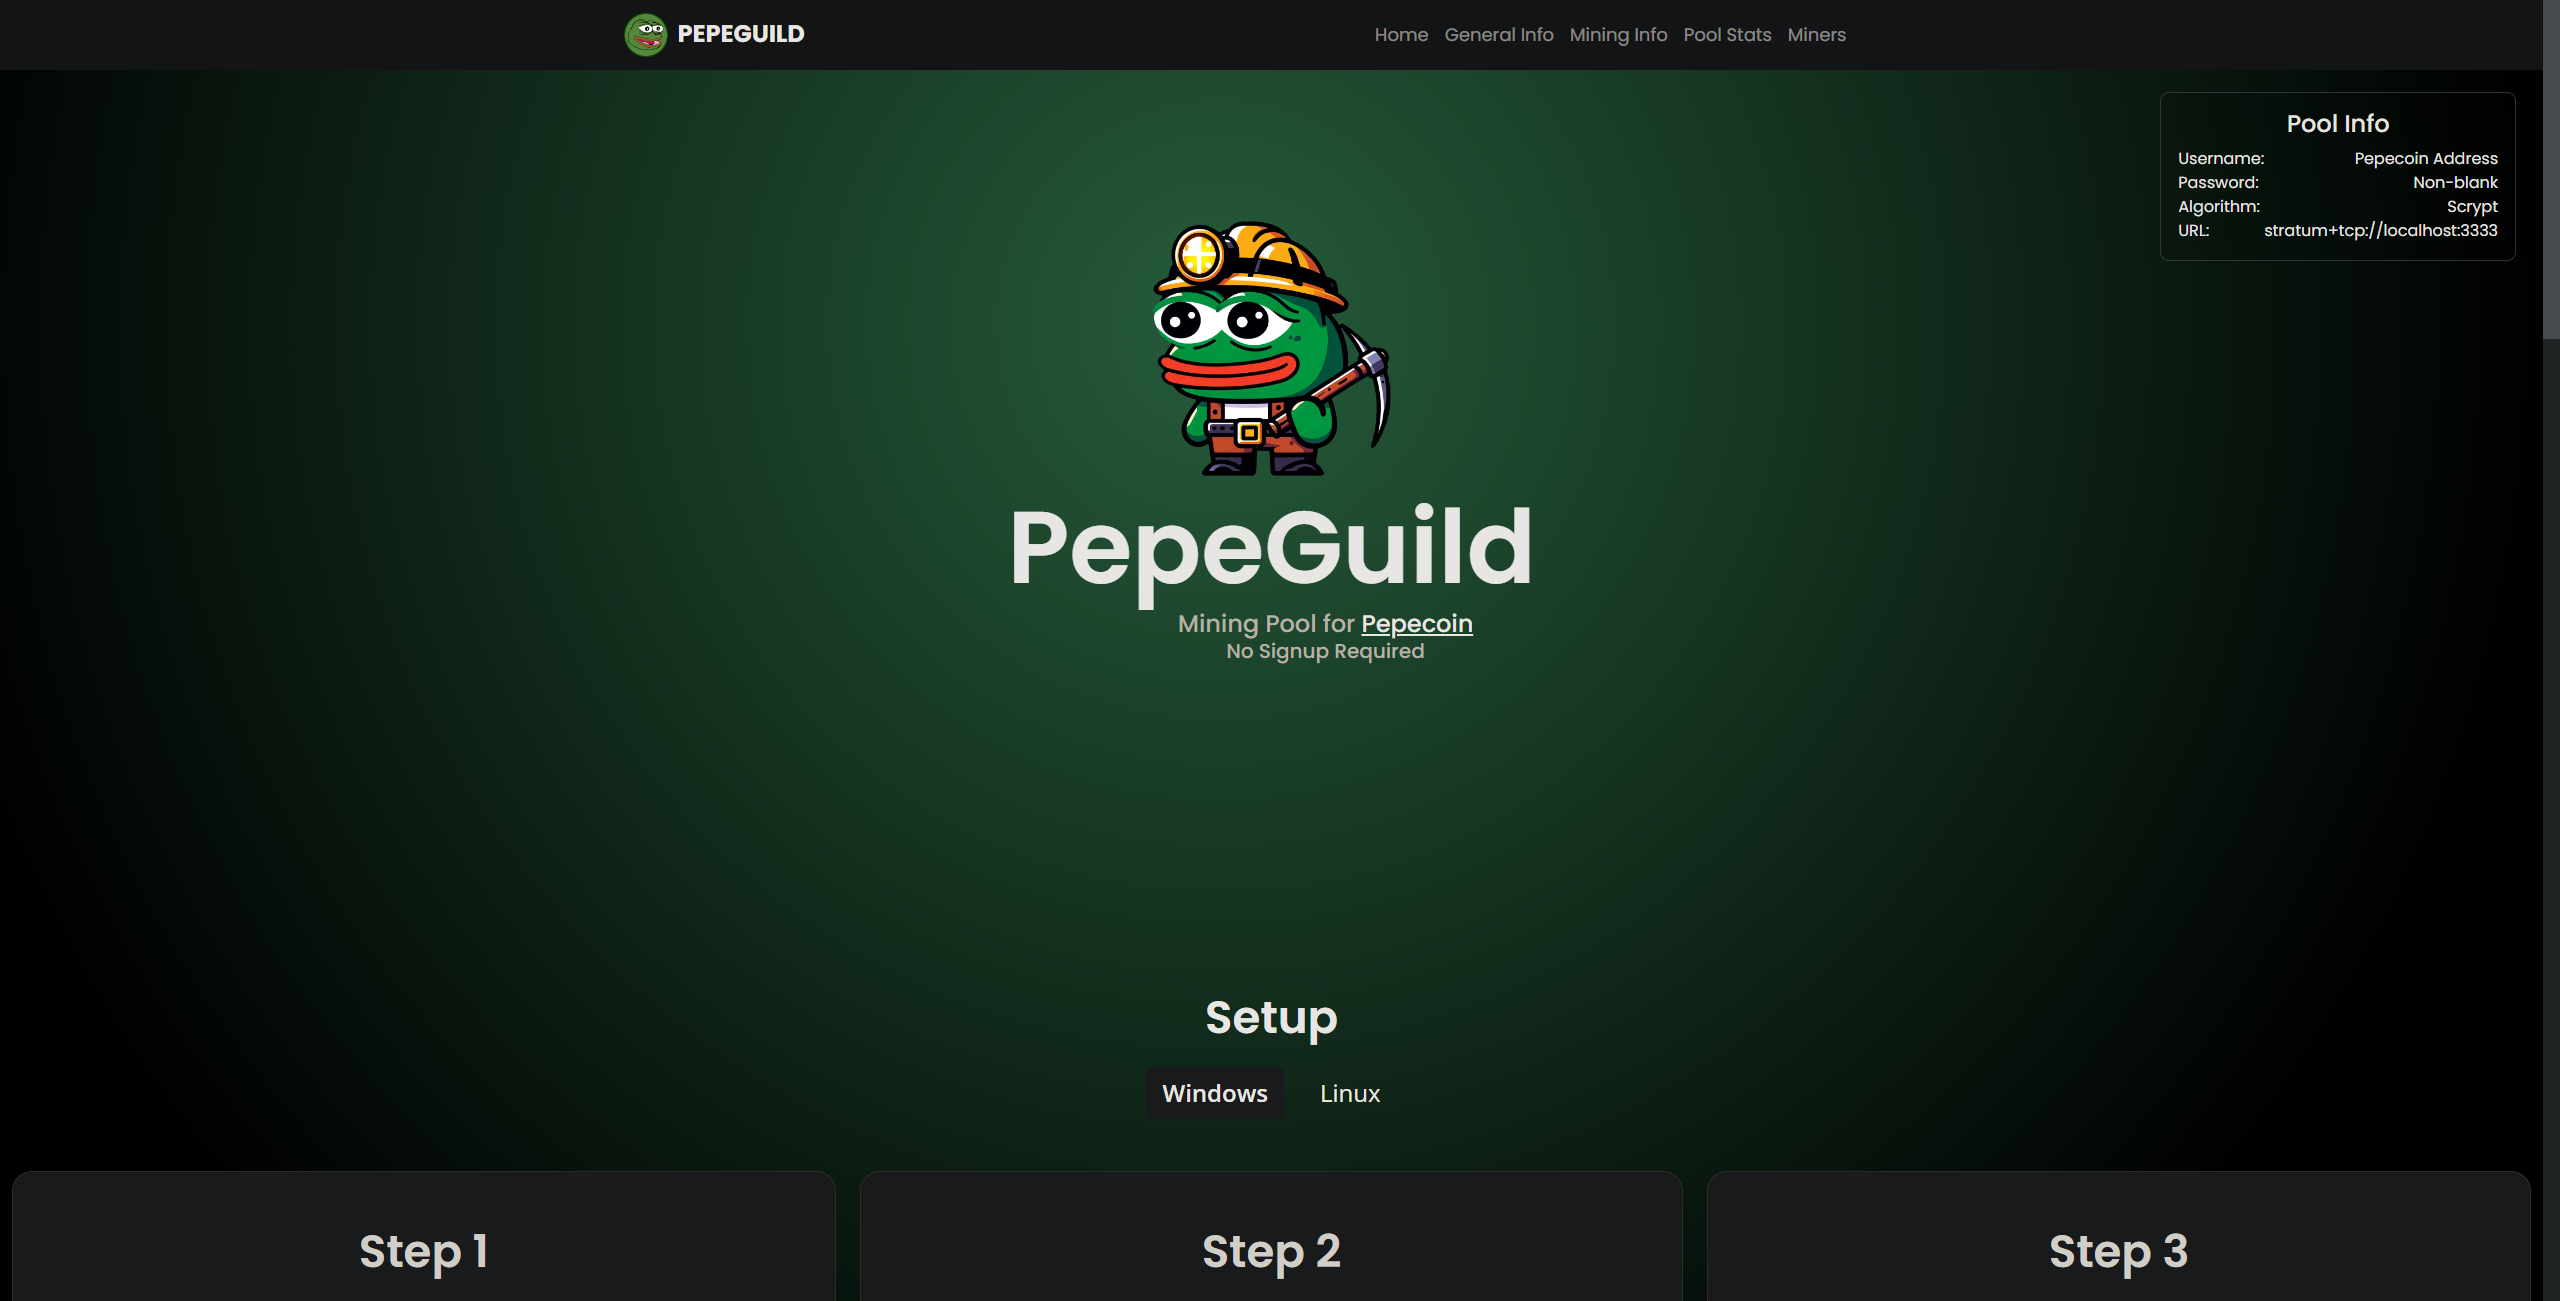 PEPEGUILD
Home General Info Mining Info Pool Stats Miners
Pool Info
Username: Pepecoin Address
Password: Non-blank
Algorithm: Scrypt
URL: stratum+tcp://localhost:3333
PepeGuild
Mining Pool for Pepecoin
No Signup Required
Setup
Windows Linux
Step 1
Step 2
Step 3